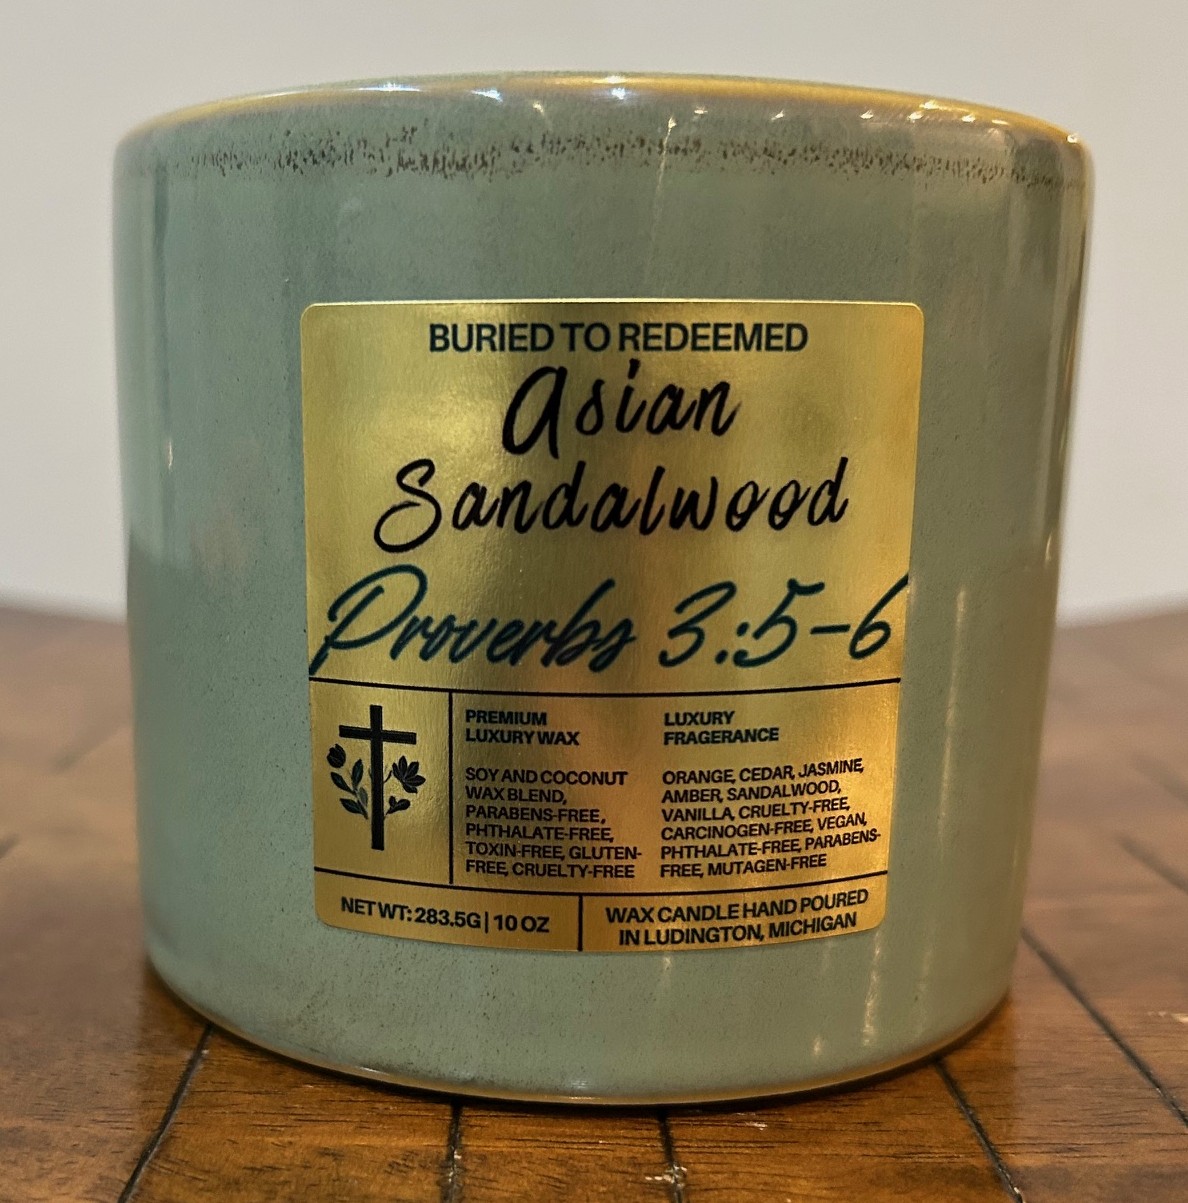 BURIED TO REDEEMED
Asian
Sandalwood
Proverbs 3:5-6
PREMIUM
LUXURY WAX
SOY AND COCONUT
WAX BLEND,
PARABENS-FREE,
PHTHALATE-FREE,
TOXIN-FREE, GLUTEN-
FREE, CRUELTY-FREE
LUXURY
FRAGERANCE
ORANGE, CEDAR, JASMINE,
AMBER, SANDALWOOD,
VANILLA, CRUELTY-FREE,
CARCINOGEN-FREE, VEGAN,
PHTHALATE-FREE, PARABENS-
FREE, MUTAGEN-FREE
NET WT: 283.5G | 10 OZ
WAX CANDLE HAND POURED
IN LUDINGTON, MICHIGAN